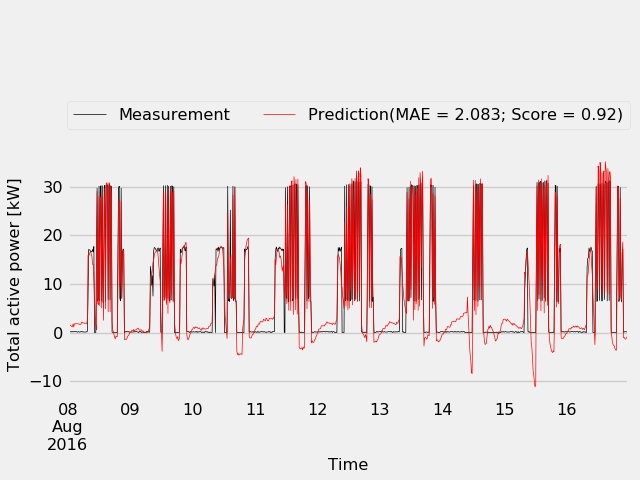 Measurement
Prediction(MAE = 2.083; Score = 0.92)
Total active power [kW]
30
20
10
0
−10
08 09 10 11 12 13 14 15 16
Aug
2016
Time